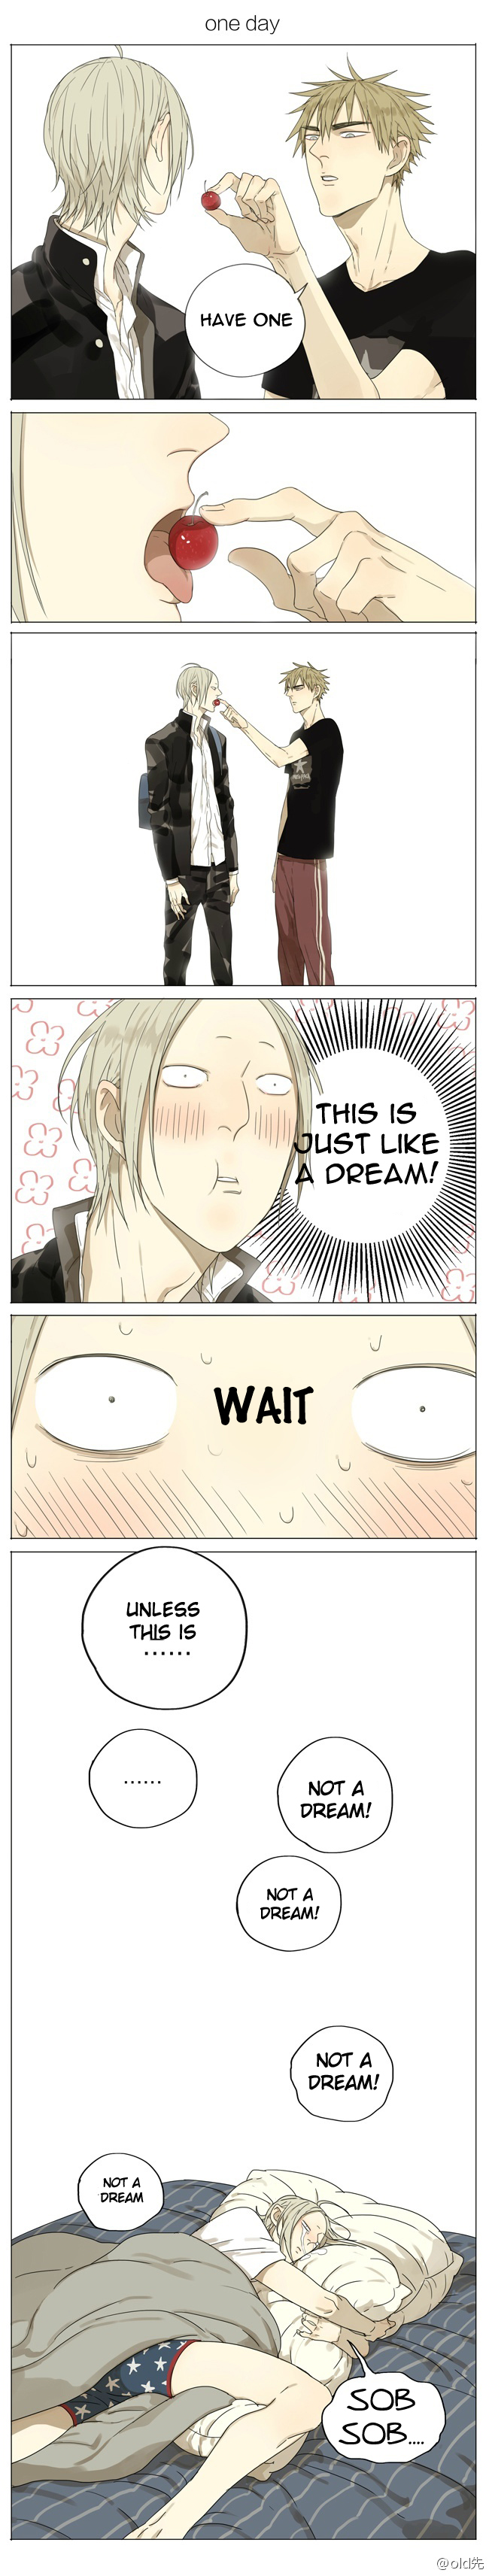 one day
HAVE ONE
THIS IS
JUST LIKE
A DREAM!
WAIT
UNLESS
THIS IS
......
......
NOT A
DREAM!
NOT A
DREAM!
NOT A
DREAM!
NOT A
DREAM
SOB
SOB....
@old先